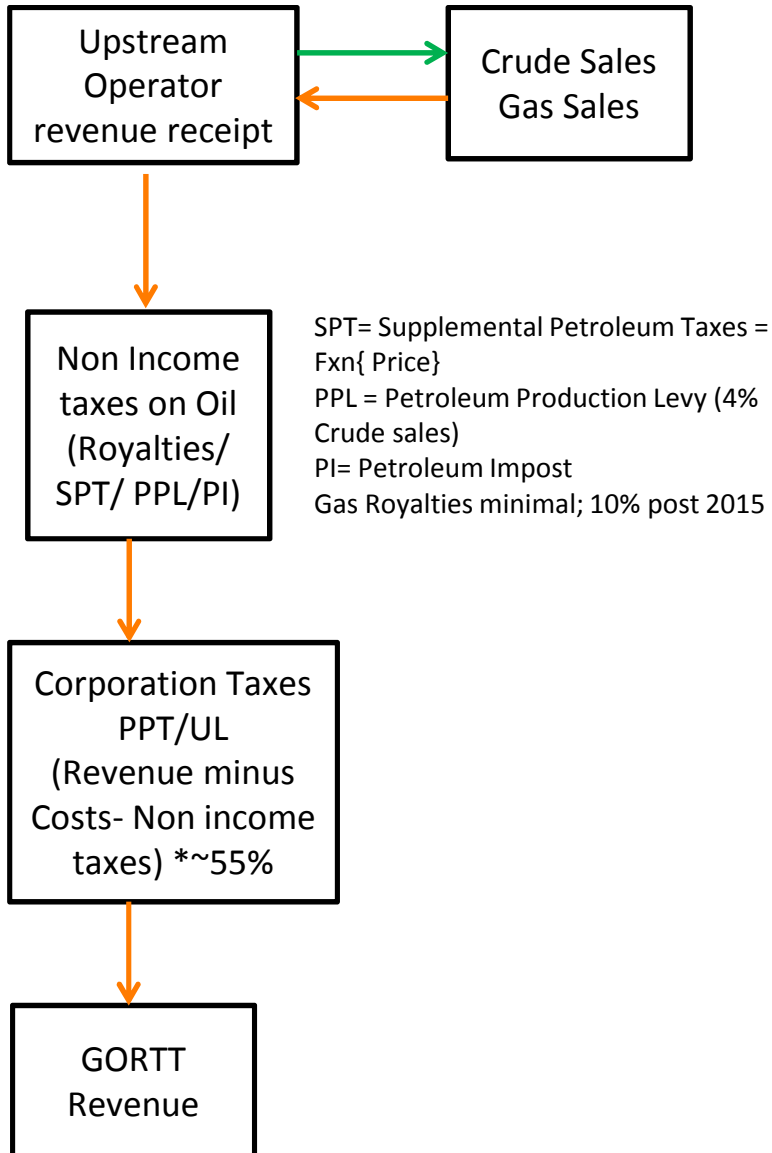 Upstream
Operator
revenue receipt
Crude Sales
Gas Sales
Non Income
taxes on Oil
(Royalties/
SPT/ PPL/PI)
SPT= Supplemental Petroleum Taxes =
Fxn{ Price}
PPL = Petroleum Production Levy (4%
Crude sales)
PI= Petroleum Impost
Gas Royalties minimal; 10% post 2015
Corporation Taxes
PPT/UL
(Revenue minus
Costs- Non income
taxes) *~55%
GORTT
Revenue